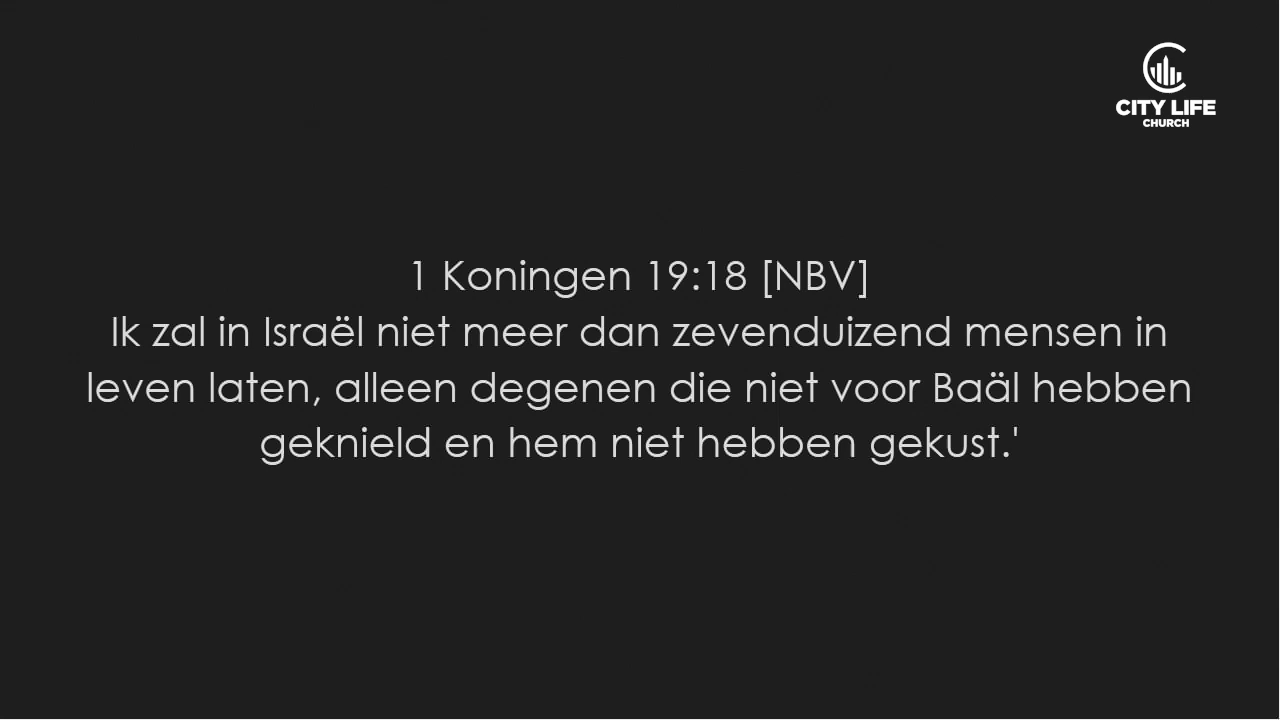 CITY LIFE
CHURCH
1 Koningen 19:18 [NBV]
Ik zal in Israël niet meer dan zevenduizend mensen in
leven laten, alleen degenen die niet voor Baäl hebben
geknield en hem niet hebben gekust.'